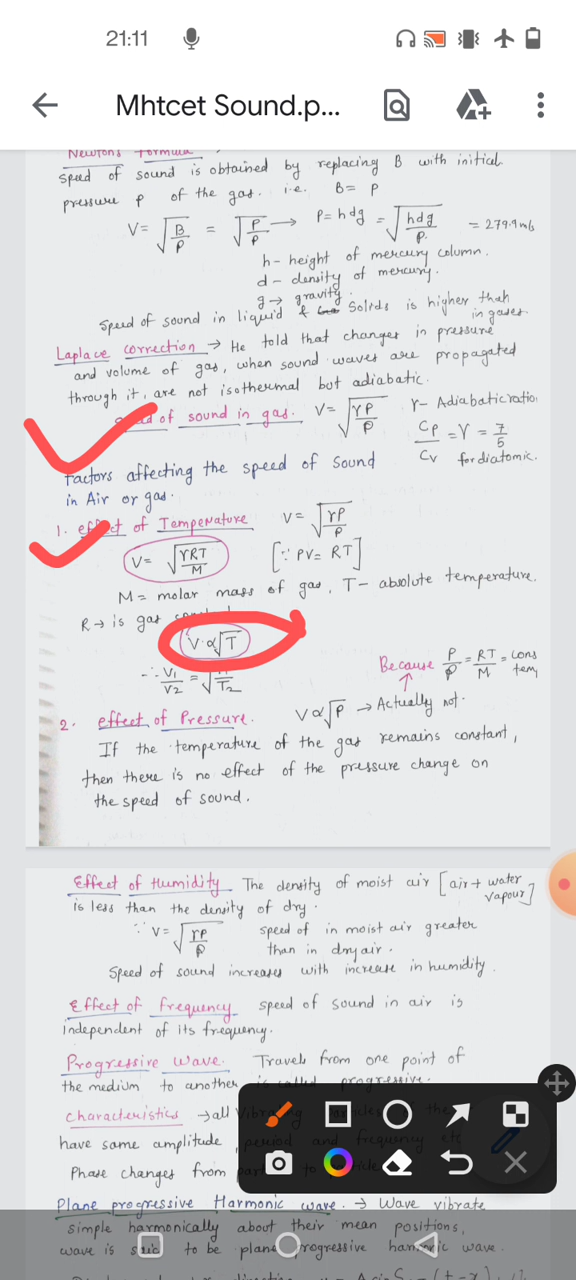 21:11
Mhtcet Sound.p...
Newton's Formula
Speed of sound is obtained by replacing B with initial
pressure p of the gas. i.e. B= P
V= √B/ρ = √P/ρ → P= hdg = √hdg/ρ. = 279.9 m/s
h- height of mercury column.
d- density of mercury.
g→ gravity.
Speed of sound in liquid & Solids is higher than
in gases.
Laplace correction → He told that changes in pressure
and volume of gas, when sound waves are propagated
through it, are not isothermal but adiabatic.
of sound in gas. V= √γP/ρ γ- Adiabatic ratio
Cp/Cv = γ = 7/5 for diatomic.
factors affecting the speed of Sound
in Air or gas.
1. effect of Temperature V= √γP/ρ
V= √γRT/M [∵ PV= RT]
M= molar mass of gas, T- absolute temperature.
R→ is gas
V ∝ √T
∴ V1/V2 = T2
Because P/ρ = RT/M = cons
tem,
2. effect of Pressure. V∝√P → Actually not.
If the temperature of the gas remains constant,
then there is no effect of the pressure change on
the speed of sound.
Effect of Humidity The density of moist air [air + water
vapour]
is less than the density of dry.
∵ V= √γP/ρ speed of in moist air greater
than in dry air.
Speed of sound increases with increase in humidity.
Effect of frequency speed of sound in air is
independent of its frequency.
Progressive wave. Travels from one point of
the medium to another is called progressive.
Characteristics → all
have same amplitude, period and frequency etc
Phase changes from
Plane progressive Harmonic wave. → Wave vibrate
simple harmonically about their mean positions,
wave is said to be plane progressive harmonic wave.